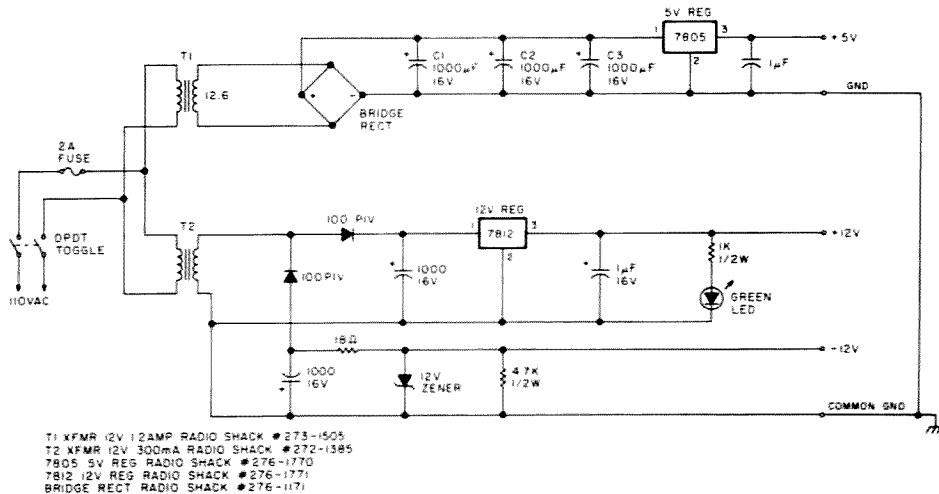 5V REG
1 7805 3
2
+5V
T1
12.6
+ -
BRIDGE
RECT
+ C1
1000µF
16V
+ C2
1000µF
16V
+ C3
1000µF
16V
1µF
GND
2A
FUSE
DPDT
TOGGLE
110VAC
T2
100 PIV
100PIV
12V REG
1 7812 3
2
+12V
+ 1000
16V
+ 1µF
16V
1K
1/2W
GREEN
LED
18Ω
-12V
1000
+ 16V
12V
ZENER
4.7K
1/2W
COMMON GND
T1 XFMR 12V 1.2AMP RADIO SHACK #273-1505
T2 XFMR 12V 300mA RADIO SHACK #272-1385
7805 5V REG RADIO SHACK #276-1770
7812 12V REG RADIO SHACK #276-1771
BRIDGE RECT RADIO SHACK #276-1171